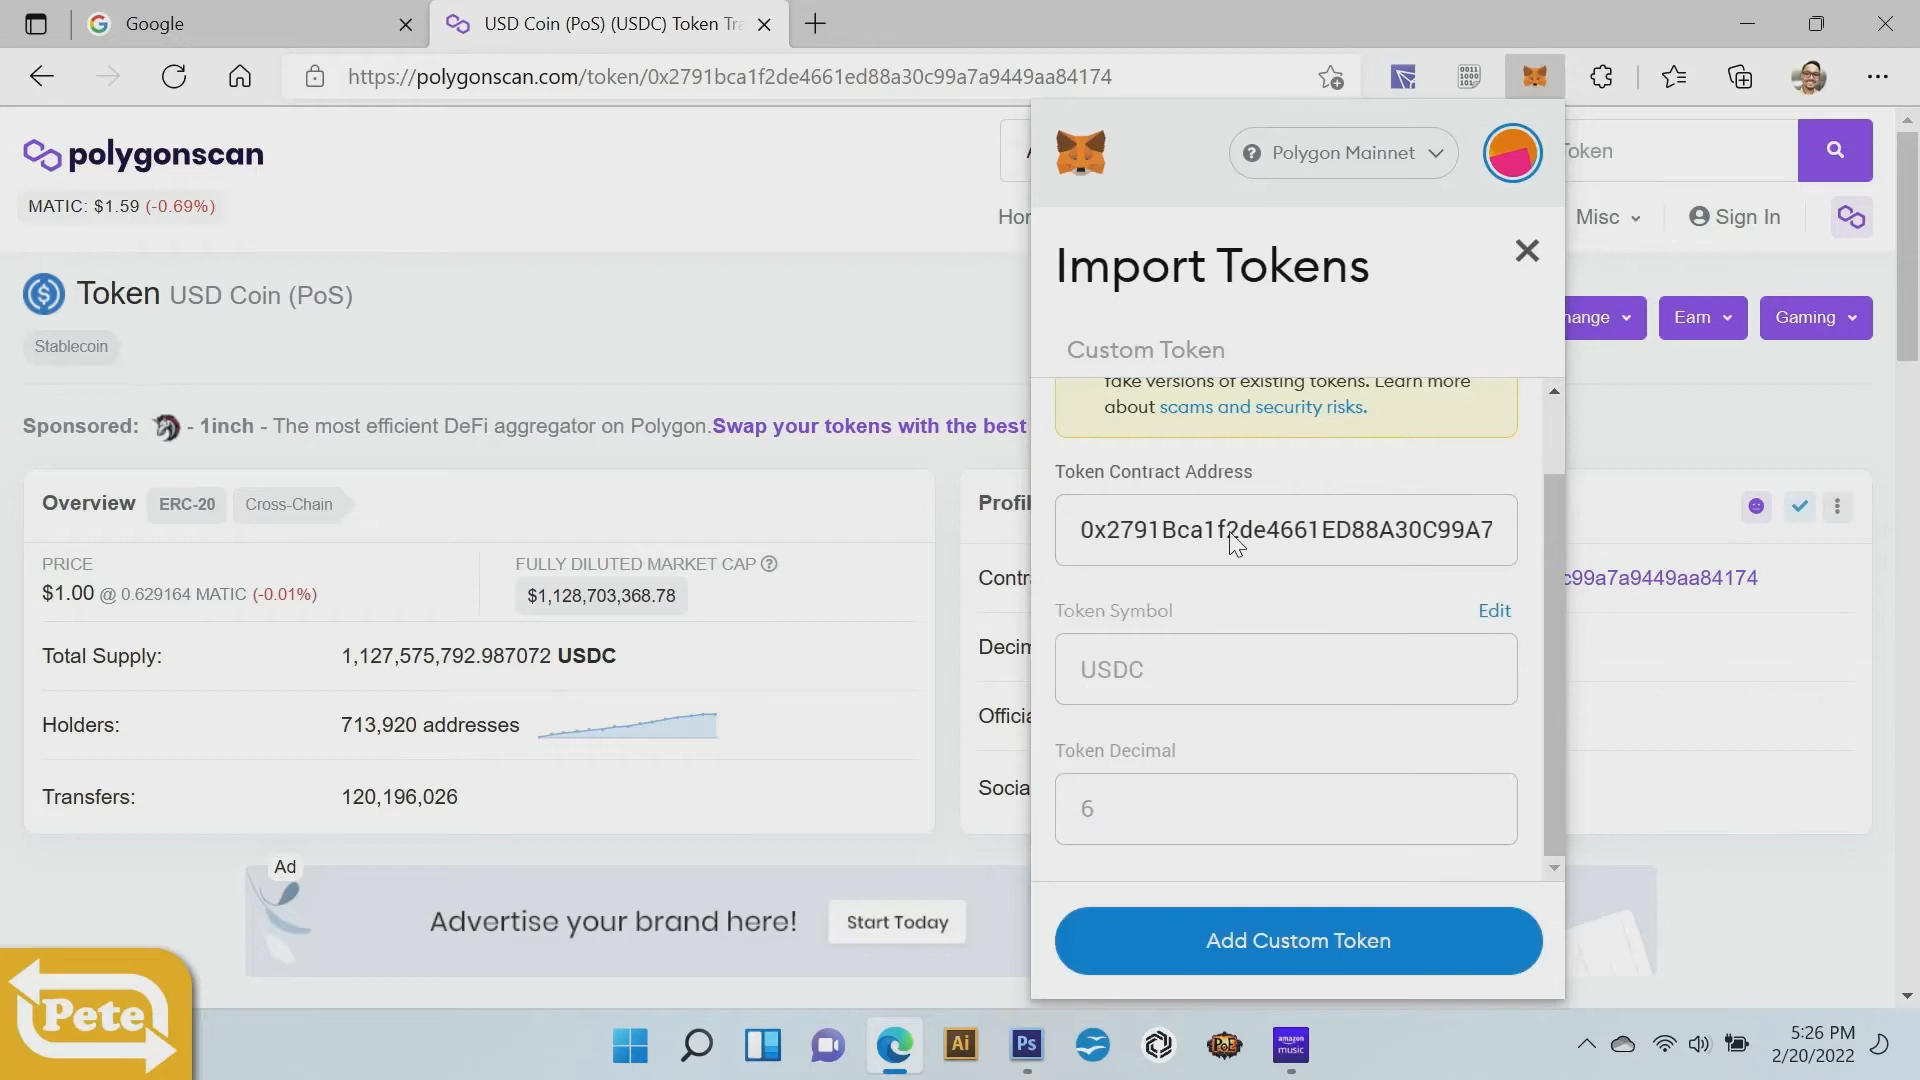 Google
USD Coin (PoS) (USDC) Token Tra
https://polygonscan.com/token/0x2791bca1f2de4661ed88a30c99a7a9449aa84174
polygonscan
MATIC: $1.59 (-0.69%)
Polygon Mainnet
Token
Hom
Misc
Sign In
Import Tokens
Token USD Coin (PoS)
Stablecoin
hange
Earn
Gaming
Custom Token
fake versions of existing tokens. Learn more
about scams and security risks.
Sponsored: - 1inch - The most efficient DeFi aggregator on Polygon. Swap your tokens with the best
Overview
ERC-20
Cross-Chain
PRICE
$1.00 @ 0.629164 MATIC (-0.01%)
FULLY DILUTED MARKET CAP
$1,128,703,368.78
Total Supply:
1,127,575,792.987072 USDC
Holders:
713,920 addresses
Transfers:
120,196,026
Profil
Contr
c99a7a9449aa84174
Decim
Officia
Socia
Token Contract Address
0x2791Bca1f2de4661ED88A30C99A7
Token Symbol
Edit
USDC
Token Decimal
6
Add Custom Token
Ad
Advertise your brand here!
Start Today
Pete
Ai
Ps
PoE
amazon
music
5:26 PM
2/20/2022